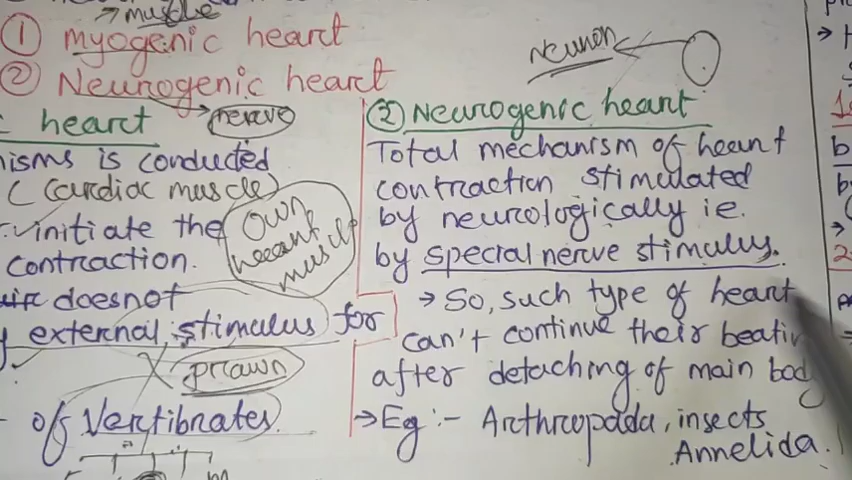 → muscle
① myogenic heart
② Neurogenic heart
→ nerve
Neuron
heart
isms is conducted
(Cardiac muscle)
initiate the
contraction.
Own heart muscle
doesnot
external stimulus for
prawn
of Vertibrates.
② Neurogenic heart
Total mechanism of heart
contraction stimulated
by neurologically ie.
by special nerve stimulus.
→ So, such type of heart
can't continue their beatin
after detaching of main body
→ Eg :- Arthropoda, insects
Annelida.